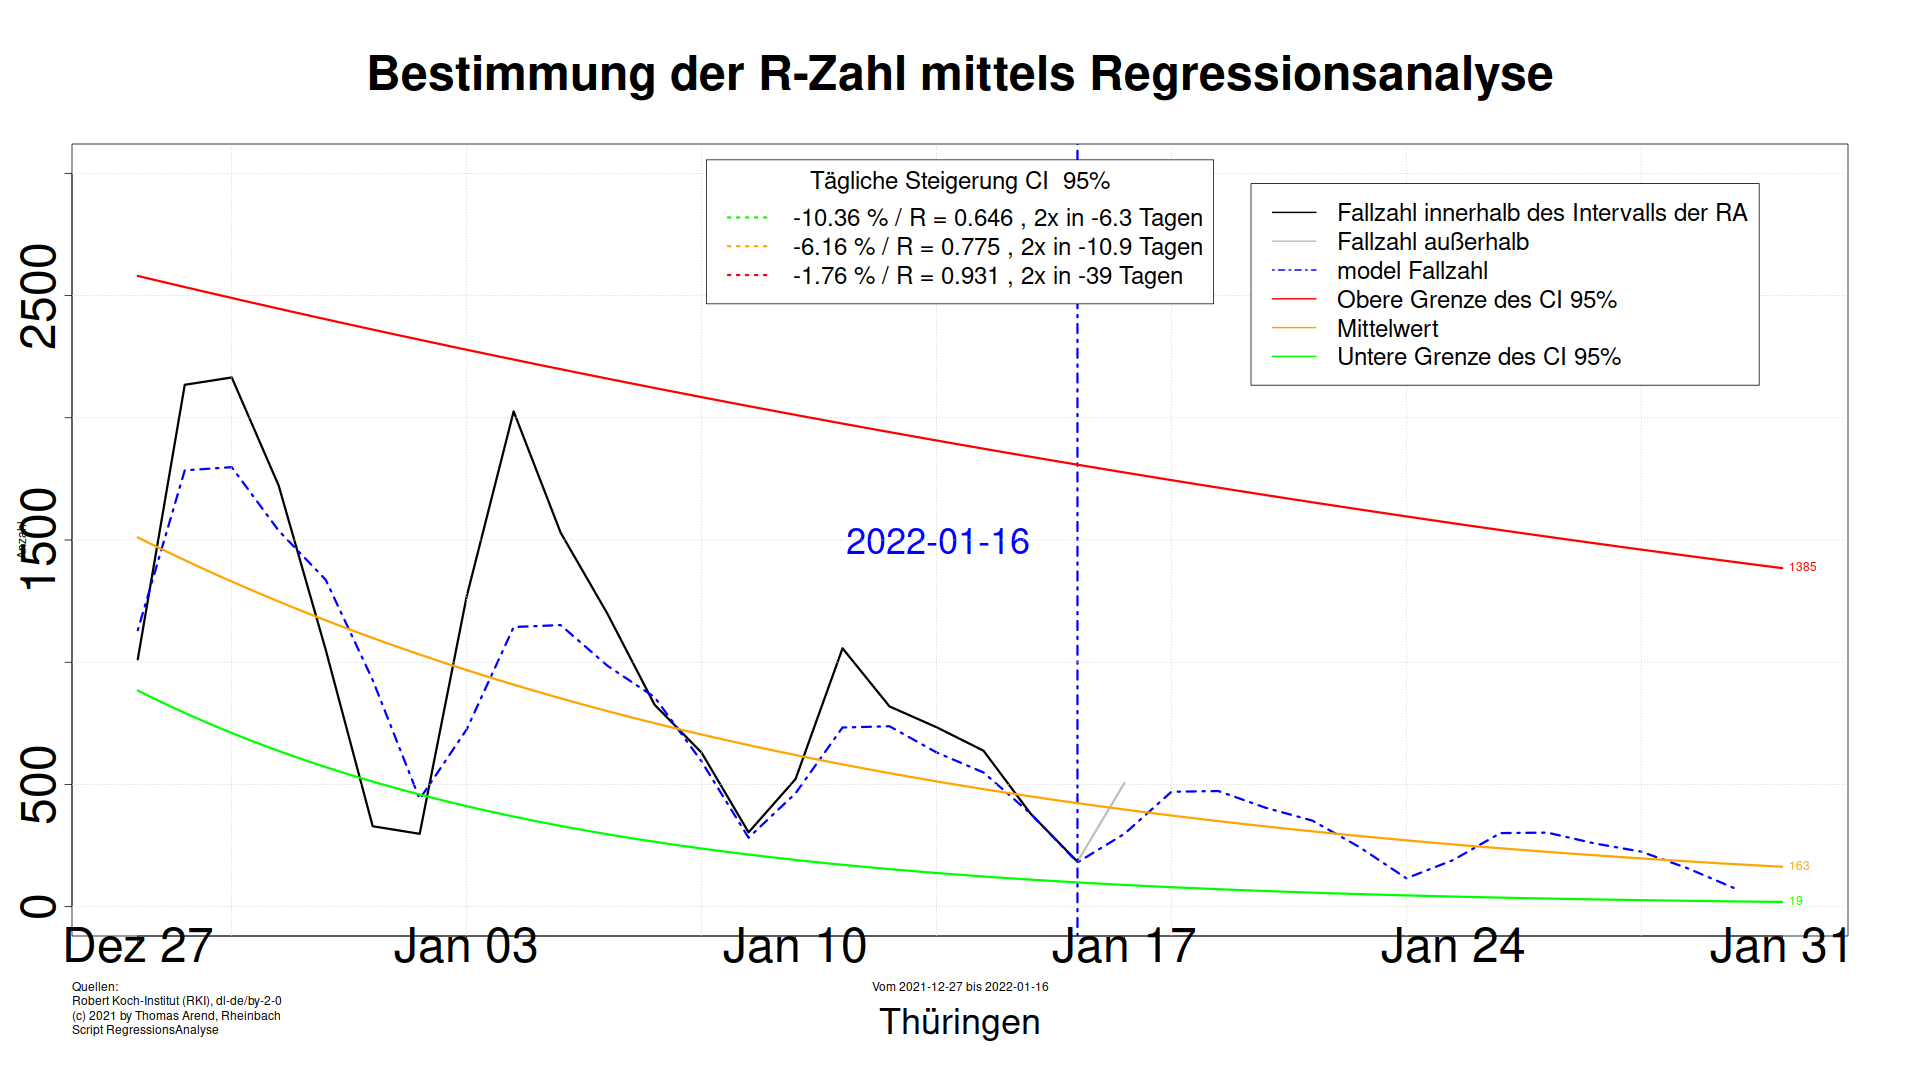 Bestimmung der R-Zahl mittels Regressionsanalyse
Tägliche Steigerung CI  95%
-10.36 % / R = 0.646 , 2x in -6.3 Tagen
-6.16 % / R = 0.775 , 2x in -10.9 Tagen
-1.76 % / R = 0.931 , 2x in -39 Tagen
Fallzahl innerhalb des Intervalls der RA
Fallzahl außerhalb
model Fallzahl
Obere Grenze des CI 95%
Mittelwert
Untere Grenze des CI 95%
2500
1500
500
0
Anzahl
2022-01-16
1385
163
19
Dez 27
Jan 03
Jan 10
Jan 17
Jan 24
Jan 31
Quellen:
Robert Koch-Institut (RKI), dl-de/by-2-0
(c) 2021 by Thomas Arend, Rheinbach
Script RegressionsAnalyse
Vom 2021-12-27 bis 2022-01-16
Thüringen